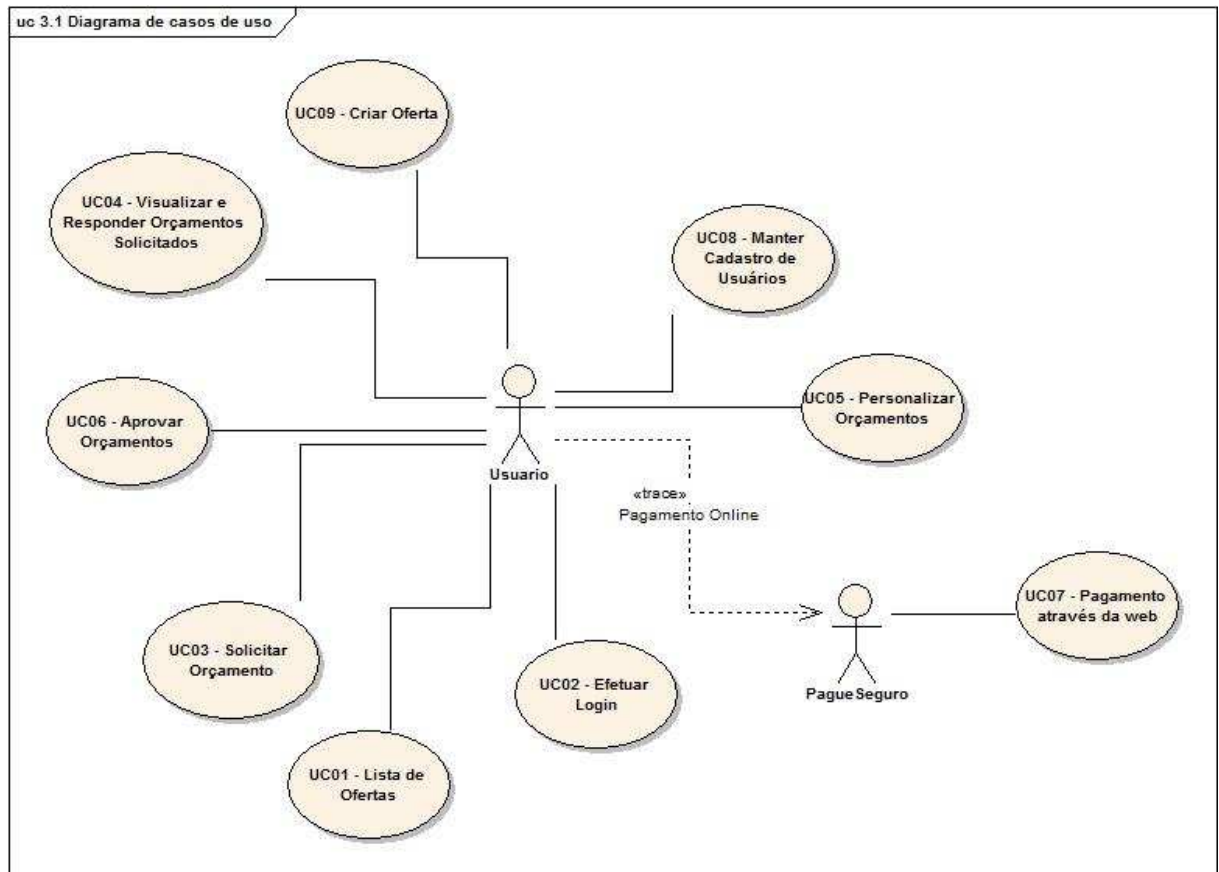 uc 3.1 Diagrama de casos de uso
UC09 - Criar Oferta
UC04 - Visualizar e
Responder Orçamentos
Solicitados
UC08 - Manter
Cadastro de
Usuários
UC06 - Aprovar
Orçamentos
UC05 - Personalizar
Orçamentos
Usuario
«trace»
Pagamento Online
UC03 - Solicitar
Orçamento
UC02 - Efetuar
Login
UC07 - Pagamento
através da web
PagueSeguro
UC01 - Lista de
Ofertas